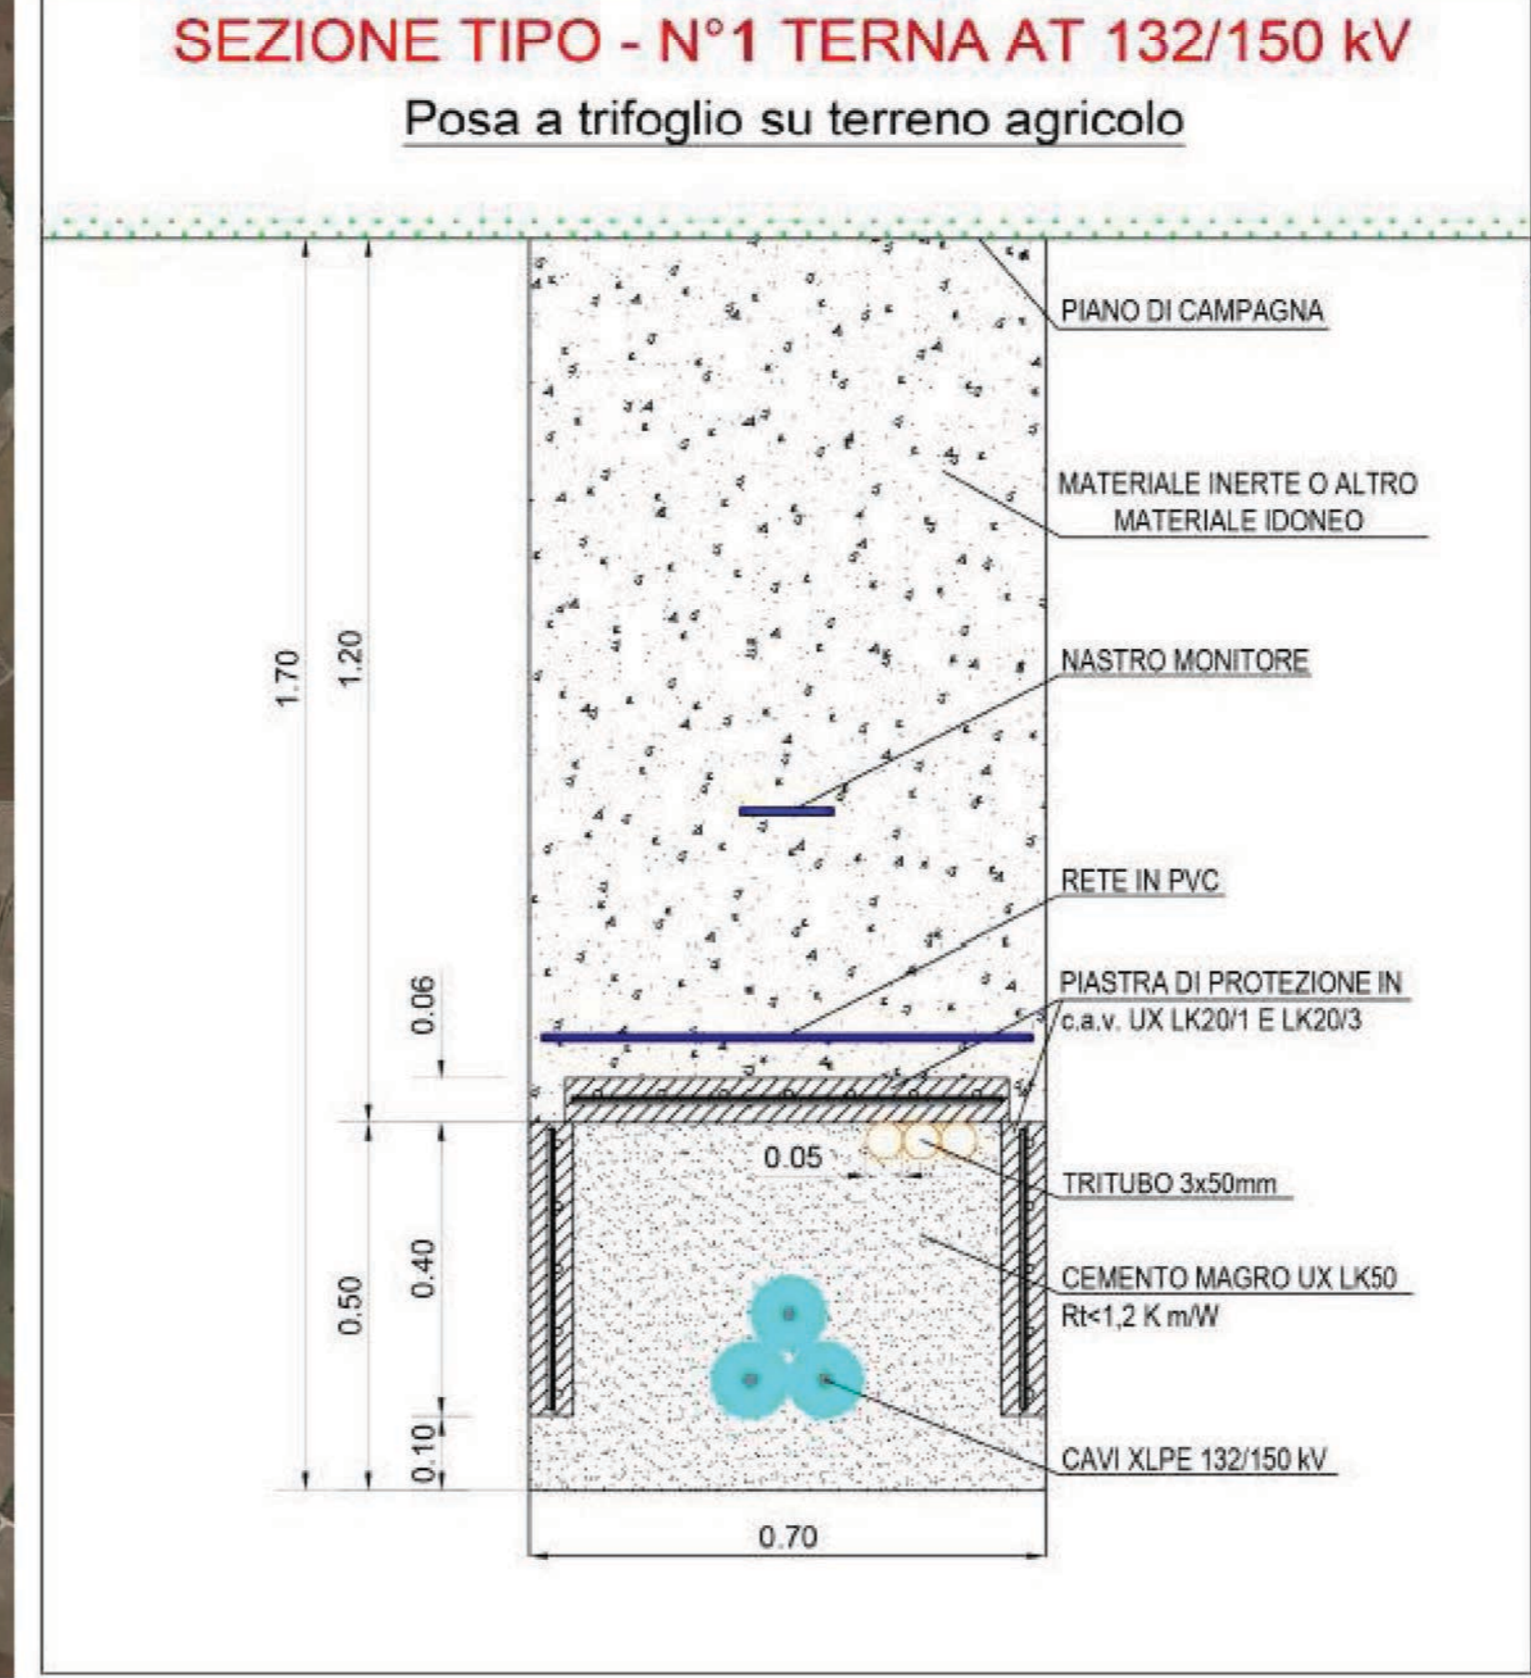 SEZIONE TIPO - N°1 TERNA AT 132/150 kV
Posa a trifoglio su terreno agricolo
PIANO DI CAMPAGNA
MATERIALE INERTE O ALTRO
MATERIALE IDONEO
1.70
1.20
NASTRO MONITORE
RETE IN PVC
0.06
PIASTRA DI PROTEZIONE IN
c.a.v. UX LK20/1 E LK20/3
0.05
TRITUBO 3x50mm
0.50
0.40
CEMENTO MAGRO UX LK50
Rt<1,2 K m/W
0.10
CAVI XLPE 132/150 kV
0.70